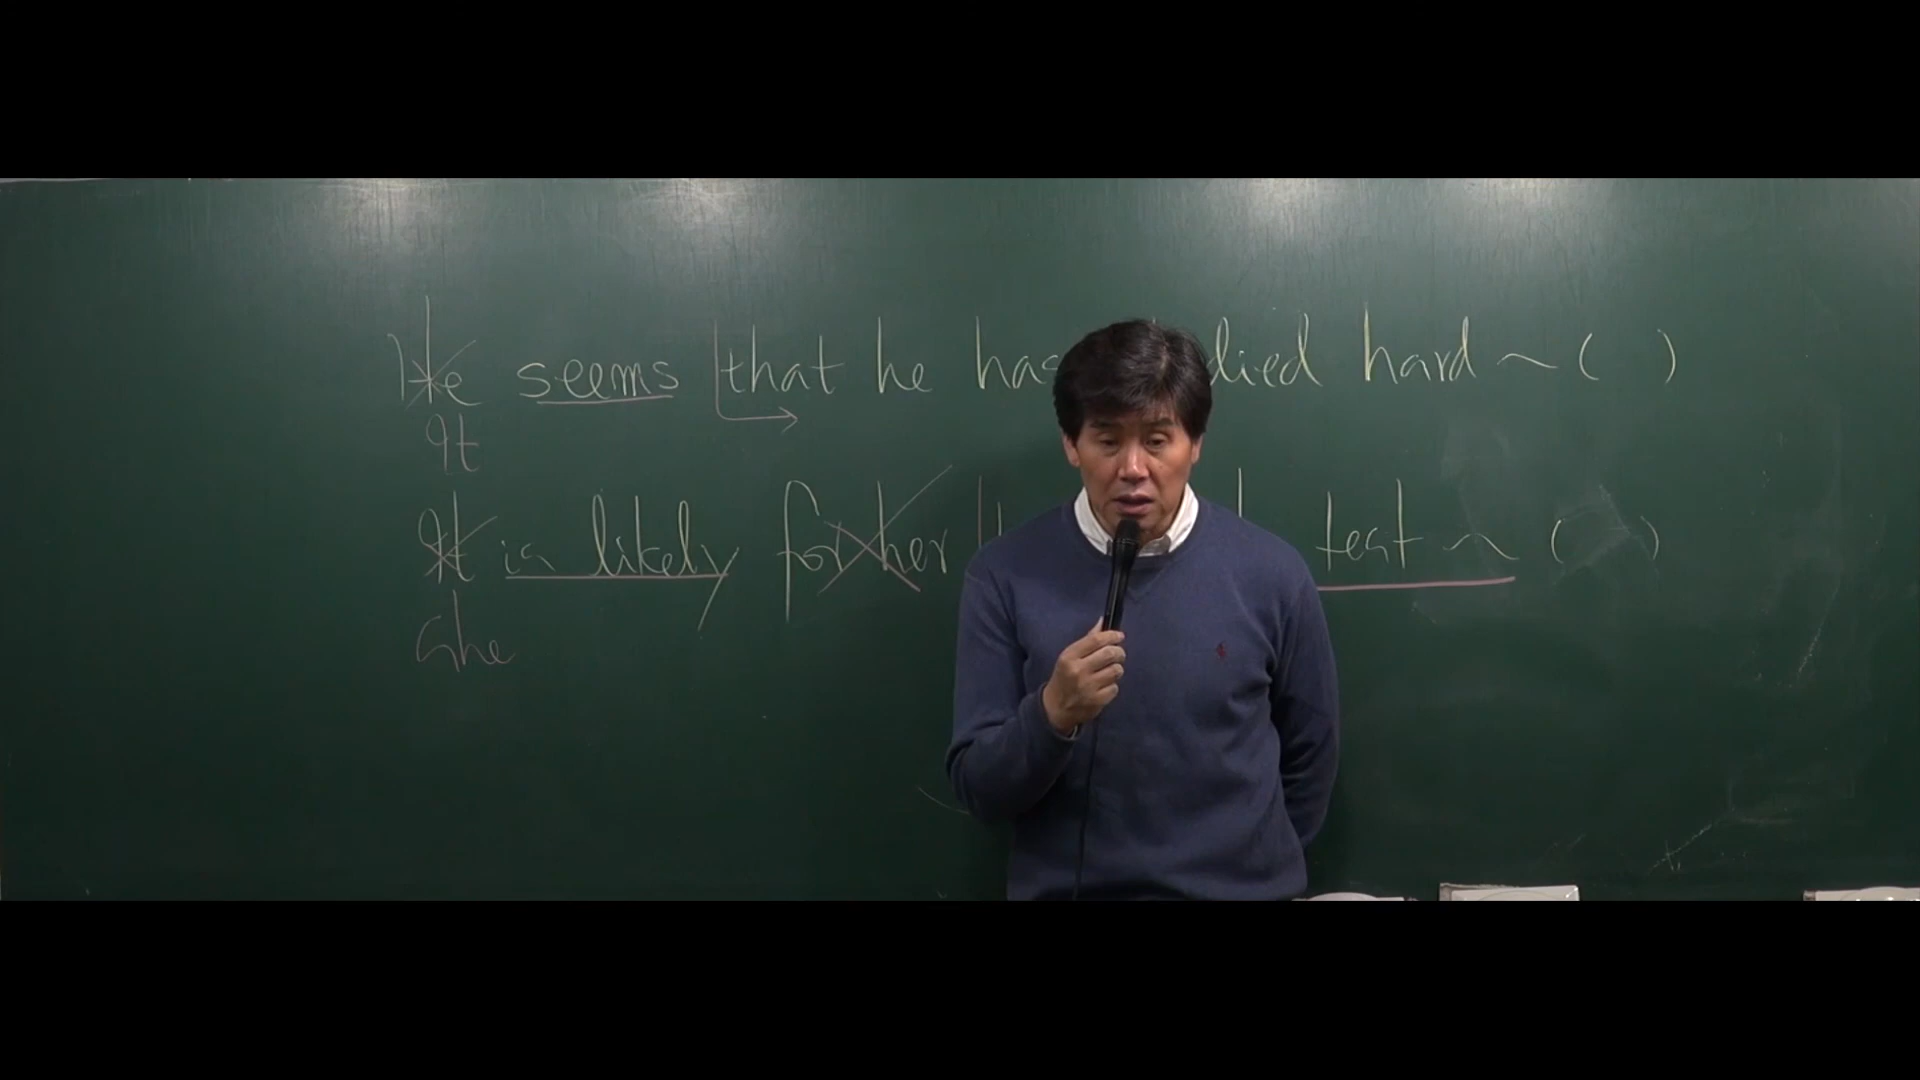 He seems that he has died hard ~ ( )
It
It is likely for her test ~ ( )
She